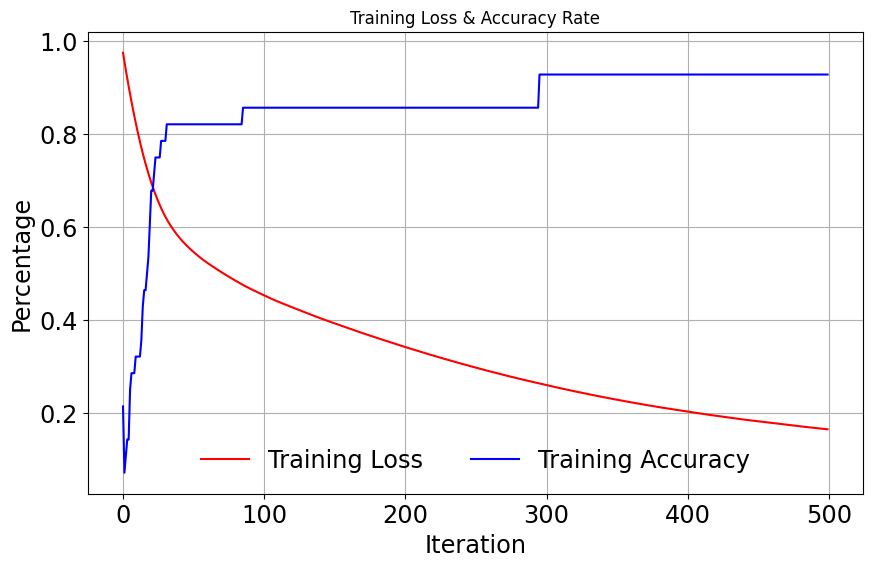 Training Loss & Accuracy Rate
1.0
0.8
0.6
0.4
0.2
Percentage
Training Loss
Training Accuracy
0 100 200 300 400 500
Iteration